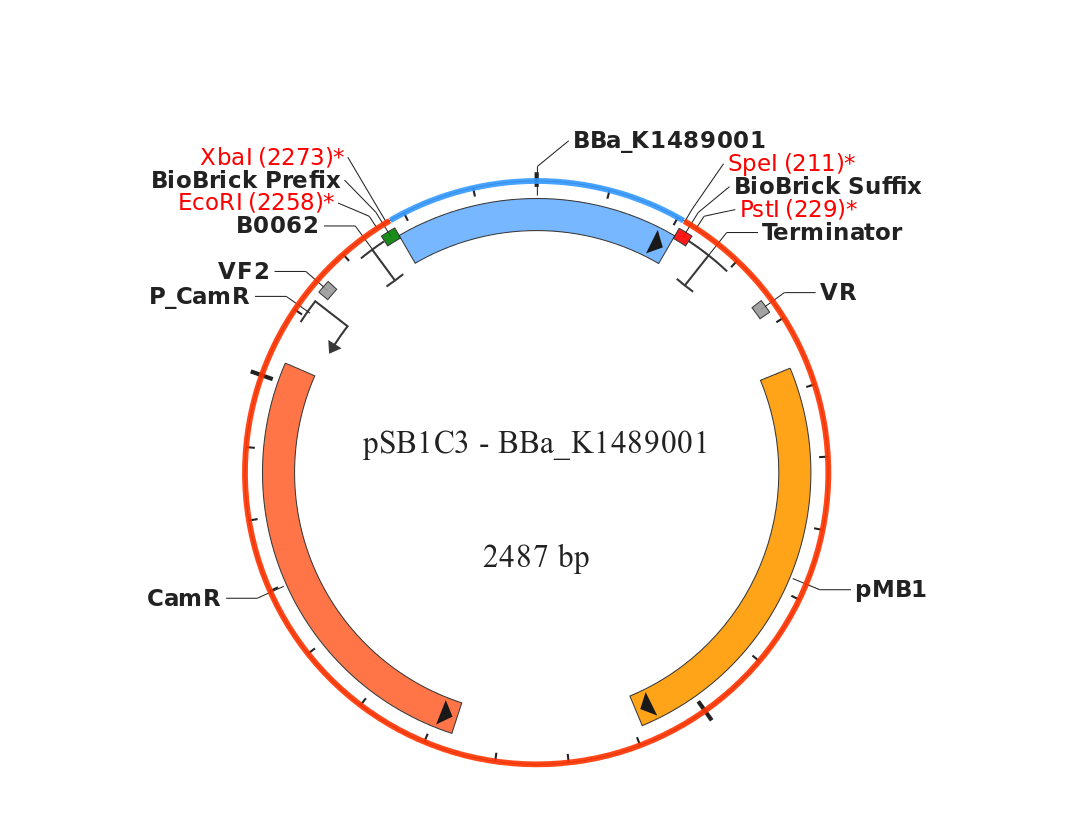 BBa_K1489001
XbaI (2273)*
SpeI (211)*
BioBrick Prefix
BioBrick Suffix
EcoRI (2258)*
PstI (229)*
B0062
Terminator
VF2
P_CamR
VR
pSB1C3 - BBa_K1489001
2487 bp
CamR
pMB1